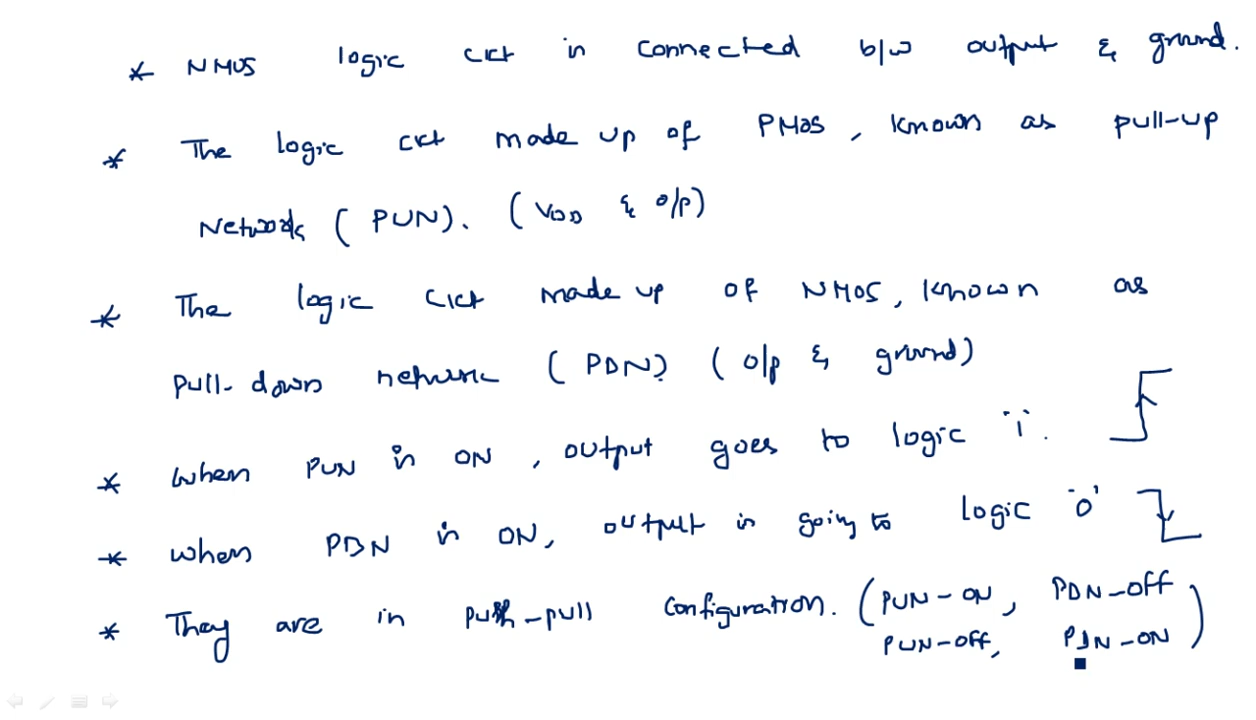 * NMOS logic ckt in connected b/w output & ground.
* The logic ckt made up of PMOS, known as pull-up
Network (PUN). (VDD & o/p)
* The logic ckt made up of NMOS, known as
pull-down network (PDN) (o/p & ground)
* When PUN in ON, output goes to logic '1'.
* when PDN in ON, output in going to logic '0'
* They are in push-pull configuration. (PUN-ON, PDN-off
PUN-off, PDN-ON)